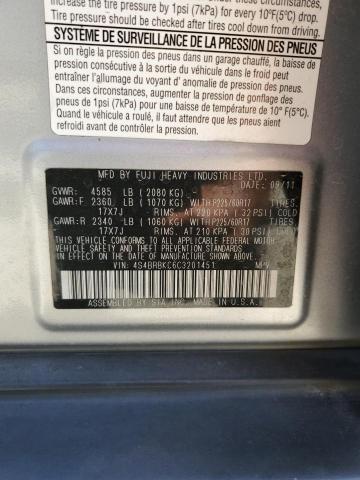 increase the tire pressure by 1psi (7kPa) for every 10°F(5°C) drop.
Tire pressure should be checked after tires cool down from driving.
SYSTÈME DE SURVEILLANCE DE LA PRESSION DES PNEUS
Si on règle la pression des pneus dans un garage chauffé, la baisse de
pression consécutive à la sortie du véhicule dans le froid peut
endommager l'allumage du voyant d' anomalie de pression des
pneus. Dans ces conditions, augmenter la pression de gonflage des
pneus de 1psi (7kPa) pour une baisse de température de 10° F(5°C).
Quand le véhicule a roulé, il faut attendre que les pneus aient
refroidi avant d'en contrôler la pression.
MFD BY FUJI HEAVY INDUSTRIES LTD.
DATE: 09/11
GVWR: 4585 LB ( 2080 KG)
GAWR:F 2360 LB ( 1070 KG) WITH P225/60R17 TIRES,
17X7J RIMS, AT 220 KPA ( 32 PSI) COLD
GAWR:R 2340 LB ( 1060 KG) WITH P225/60R17 TIRES,
17X7J RIMS, AT 210 KPA ( 30 PSI) COLD
THIS VEHICLE CONFORMS TO ALL APPLICABLE
U.S. FEDERAL MOTOR VEHICLE SAFETY, BUMPER, AND
THEFT PREVENTION STANDARDS IN EFFECT ON THE
DATE OF MANUFACTURE SHOWN ABOVE.
VIN: 4S4BRBKC6C3201451 MPV
ASSEMBLED BY SIA INC. MADE IN U.S.A.